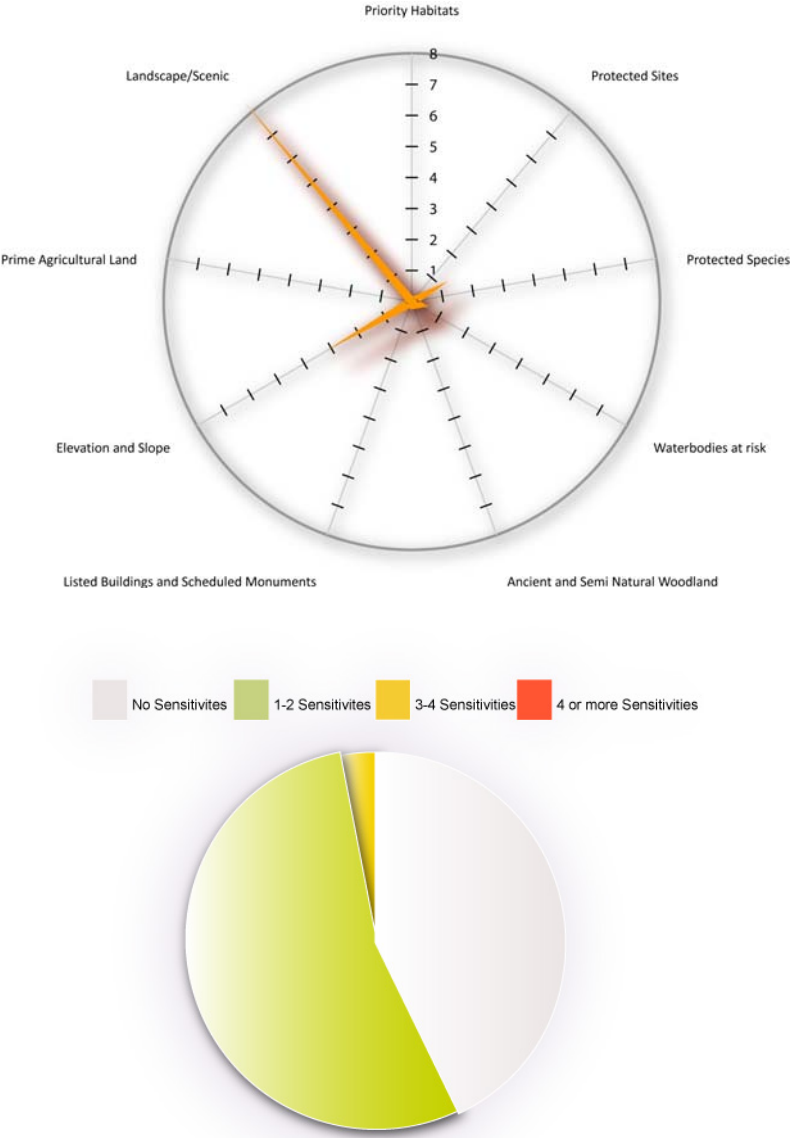 Priority Habitats
Landscape/Scenic
Protected Sites
8
7
6
5
4
3
2
1
Prime Agricultural Land
Protected Species
Elevation and Slope
Waterbodies at risk
Listed Buildings and Scheduled Monuments
Ancient and Semi Natural Woodland
No Sensitivites
1-2 Sensitivites
3-4 Sensitivities
4 or more Sensitivities